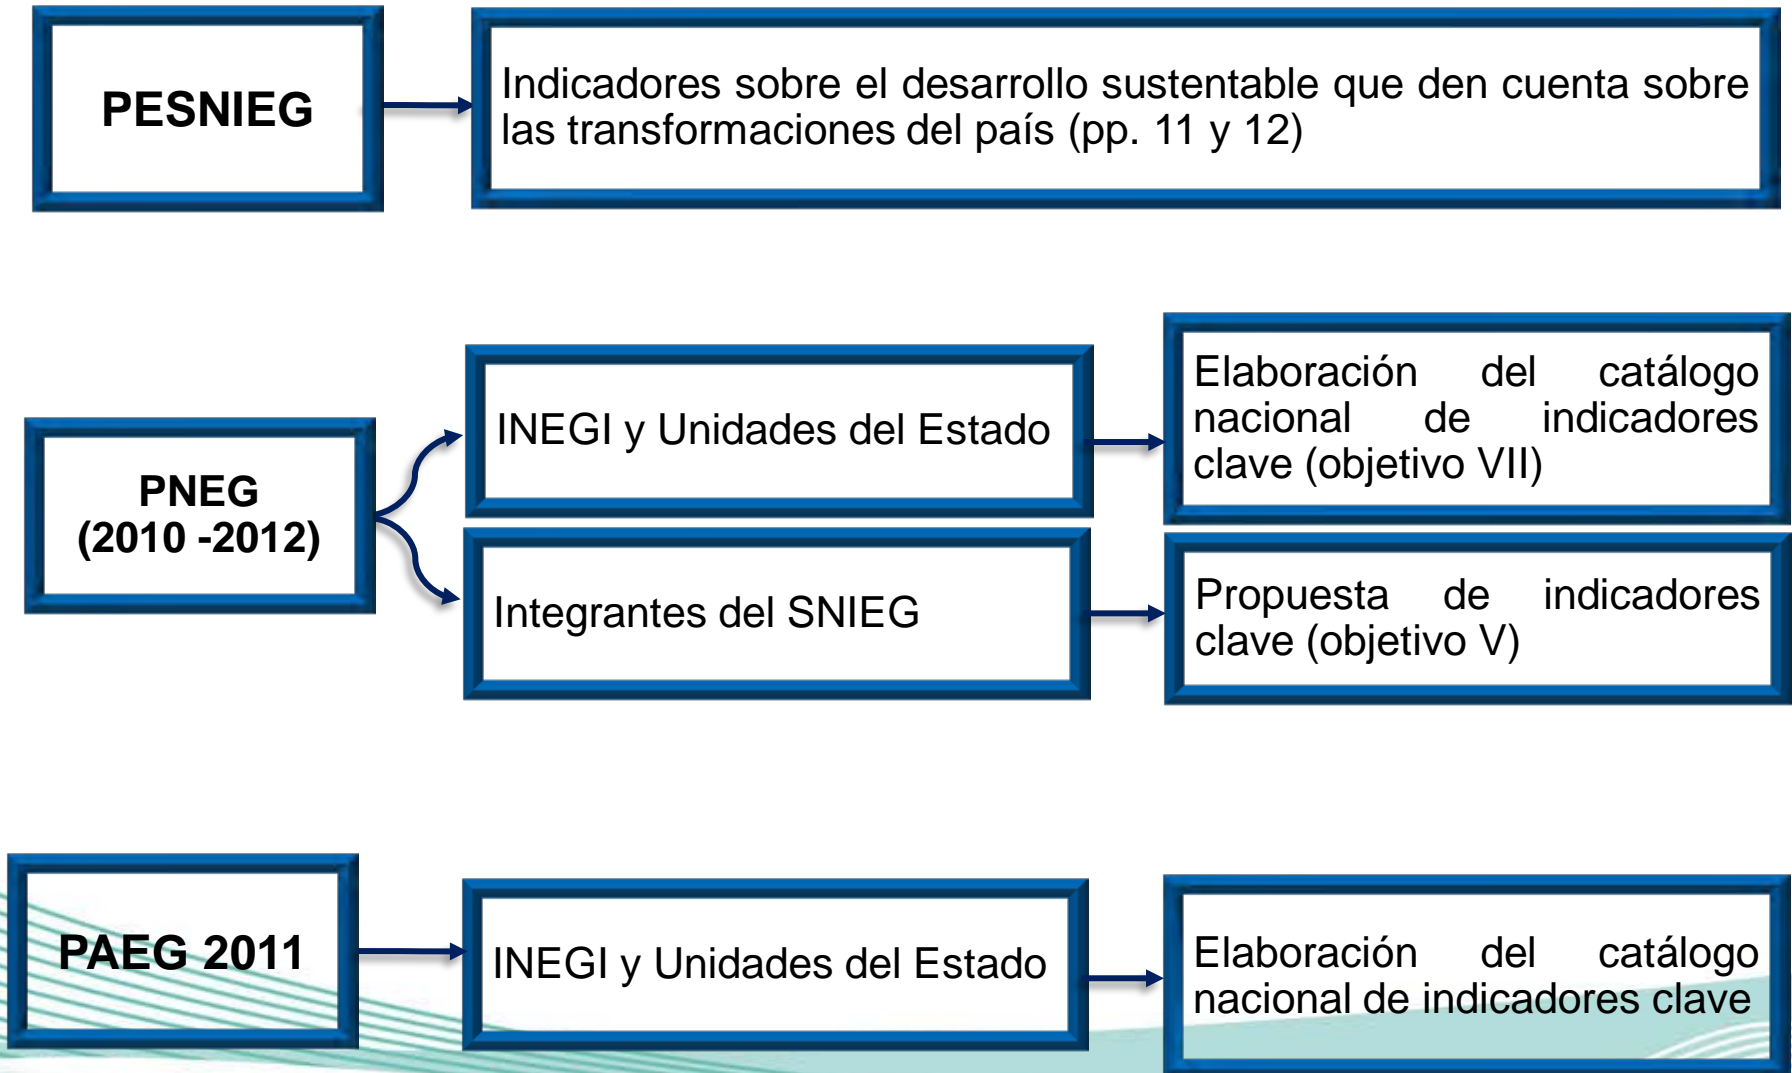 PESNIEG
Indicadores sobre el desarrollo sustentable que den cuenta sobre
las transformaciones del país (pp. 11 y 12)
PNEG
(2010 -2012)
INEGI y Unidades del Estado
Elaboración del catálogo
nacional de indicadores
clave (objetivo VII)
Integrantes del SNIEG
Propuesta de indicadores
clave (objetivo V)
PAEG 2011
INEGI y Unidades del Estado
Elaboración del catálogo
nacional de indicadores clave